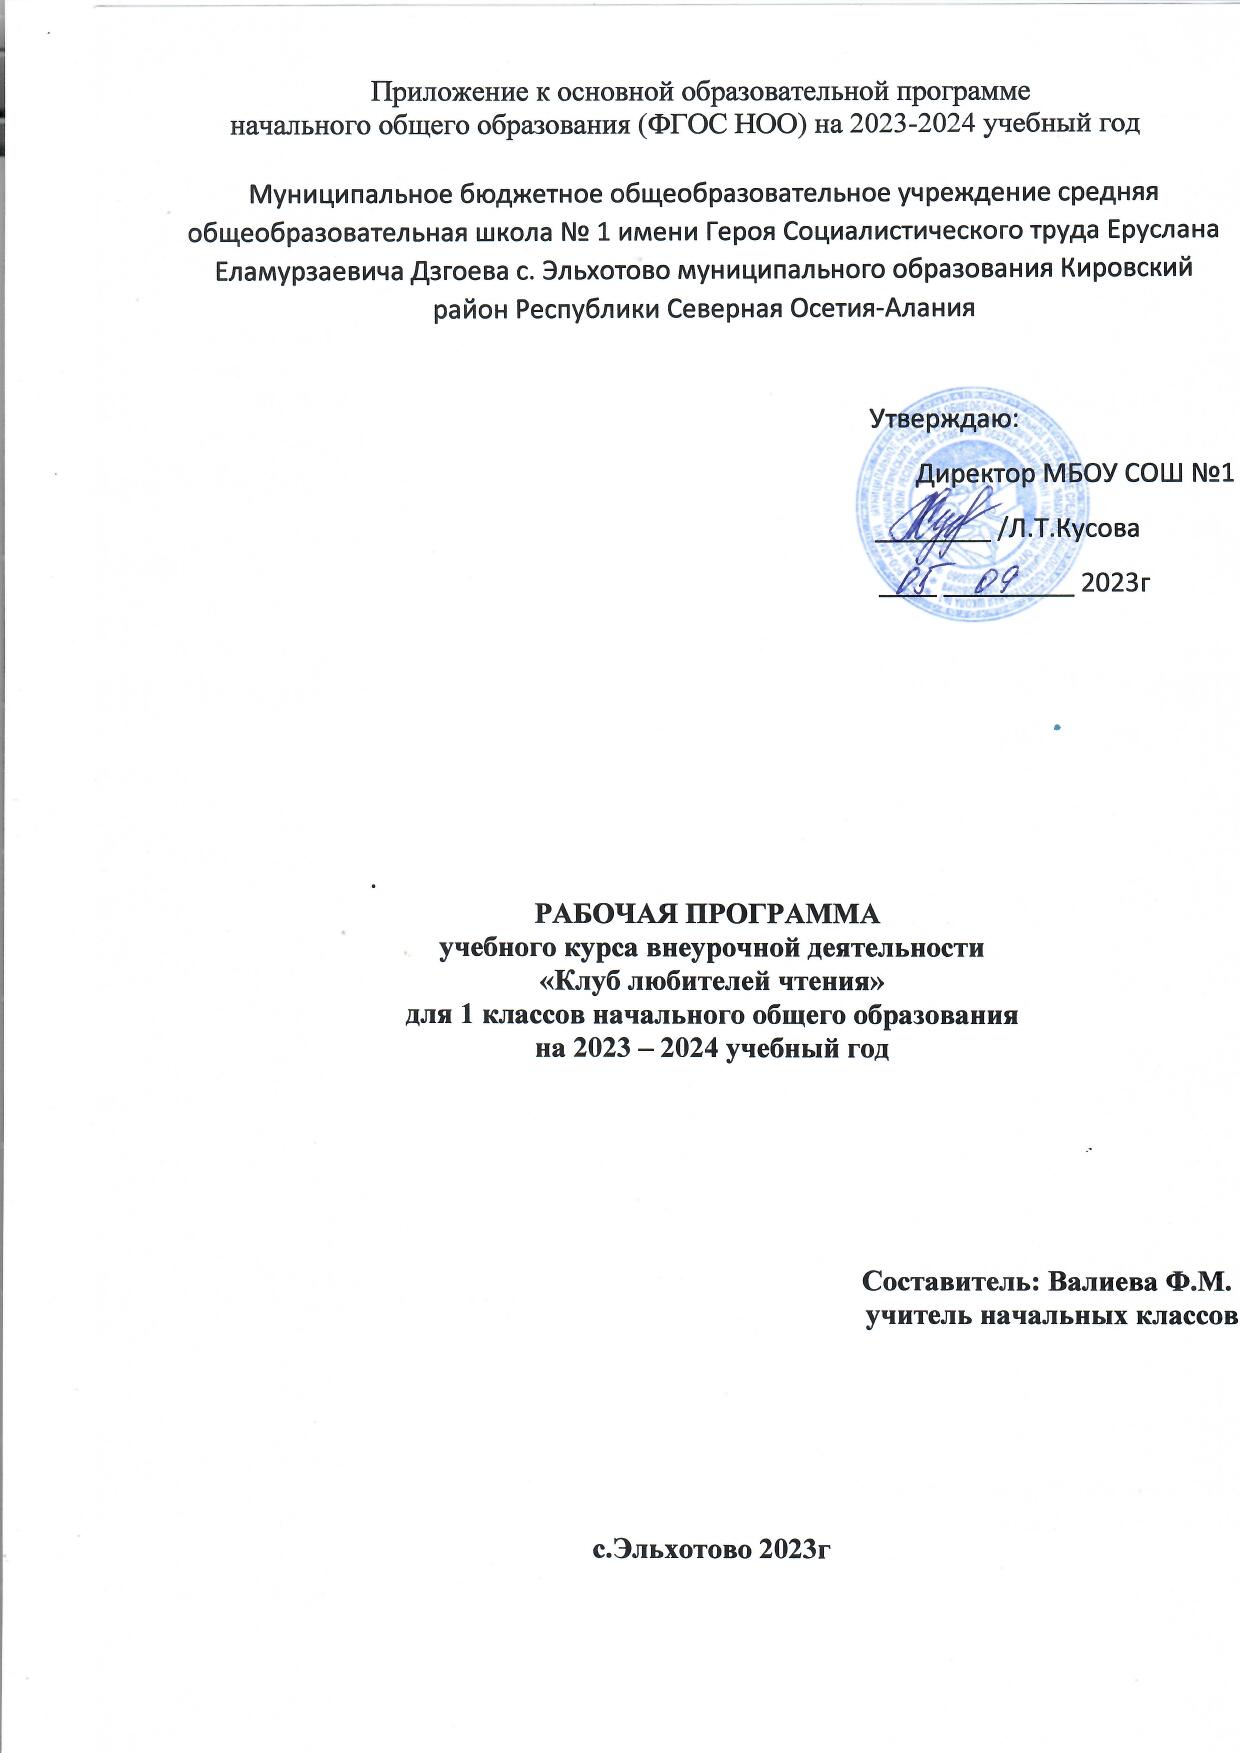 Приложение к основной образовательной программе
начального общего образования (ФГОС НОО) на 2023-2024 учебный год
Муниципальное бюджетное общеобразовательное учреждение средняя
общеобразовательная школа № 1 имени Героя Социалистического труда Еруслана
Еламурзаевича Дзгоева с. Эльхотово муниципального образования Кировский
район Республики Северная Осетия-Алания
Утверждаю:
Директор МБОУ СОШ №1
/Л.Т.Кусова
05 09 2023г
РАБОЧАЯ ПРОГРАММА
учебного курса внеурочной деятельности
«Клуб любителей чтения»
для 1 классов начального общего образования
на 2023 – 2024 учебный год
Составитель: Валиева Ф.М.
учитель начальных классов
с.Эльхотово 2023г